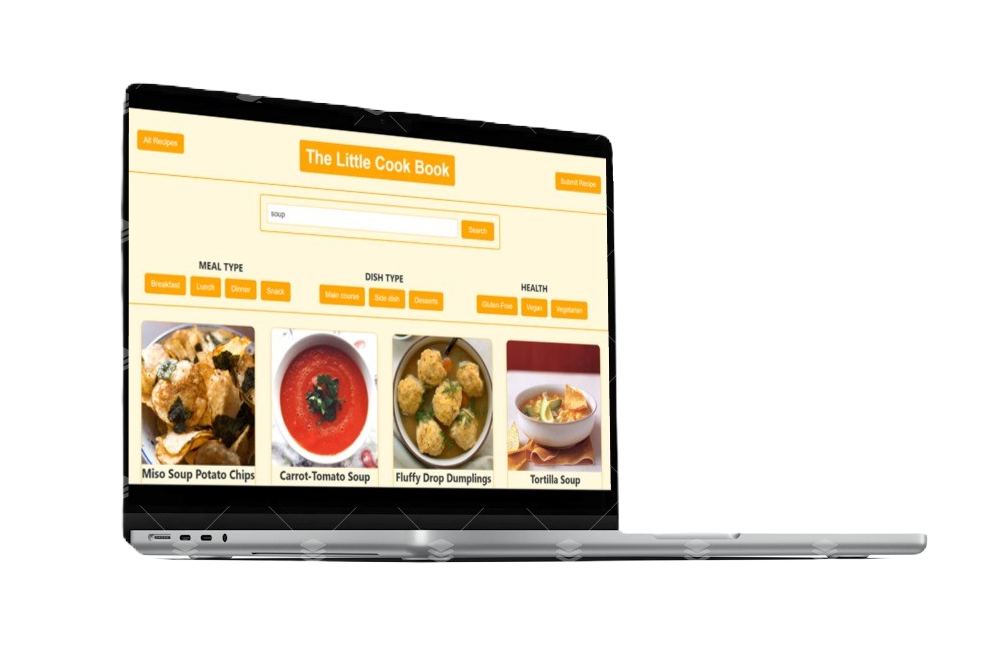 All Recipes
The Little Cook Book
Submit Recipe
soup
Search
MEAL TYPE
DISH TYPE
HEALTH
Breakfast
Lunch
Dinner
Snack
Main course
Side dish
Desserts
Gluten-Free
Vegan
Vegetarian
Miso Soup Potato Chips
Carrot-Tomato Soup
Fluffy Drop Dumplings
Tortilla Soup